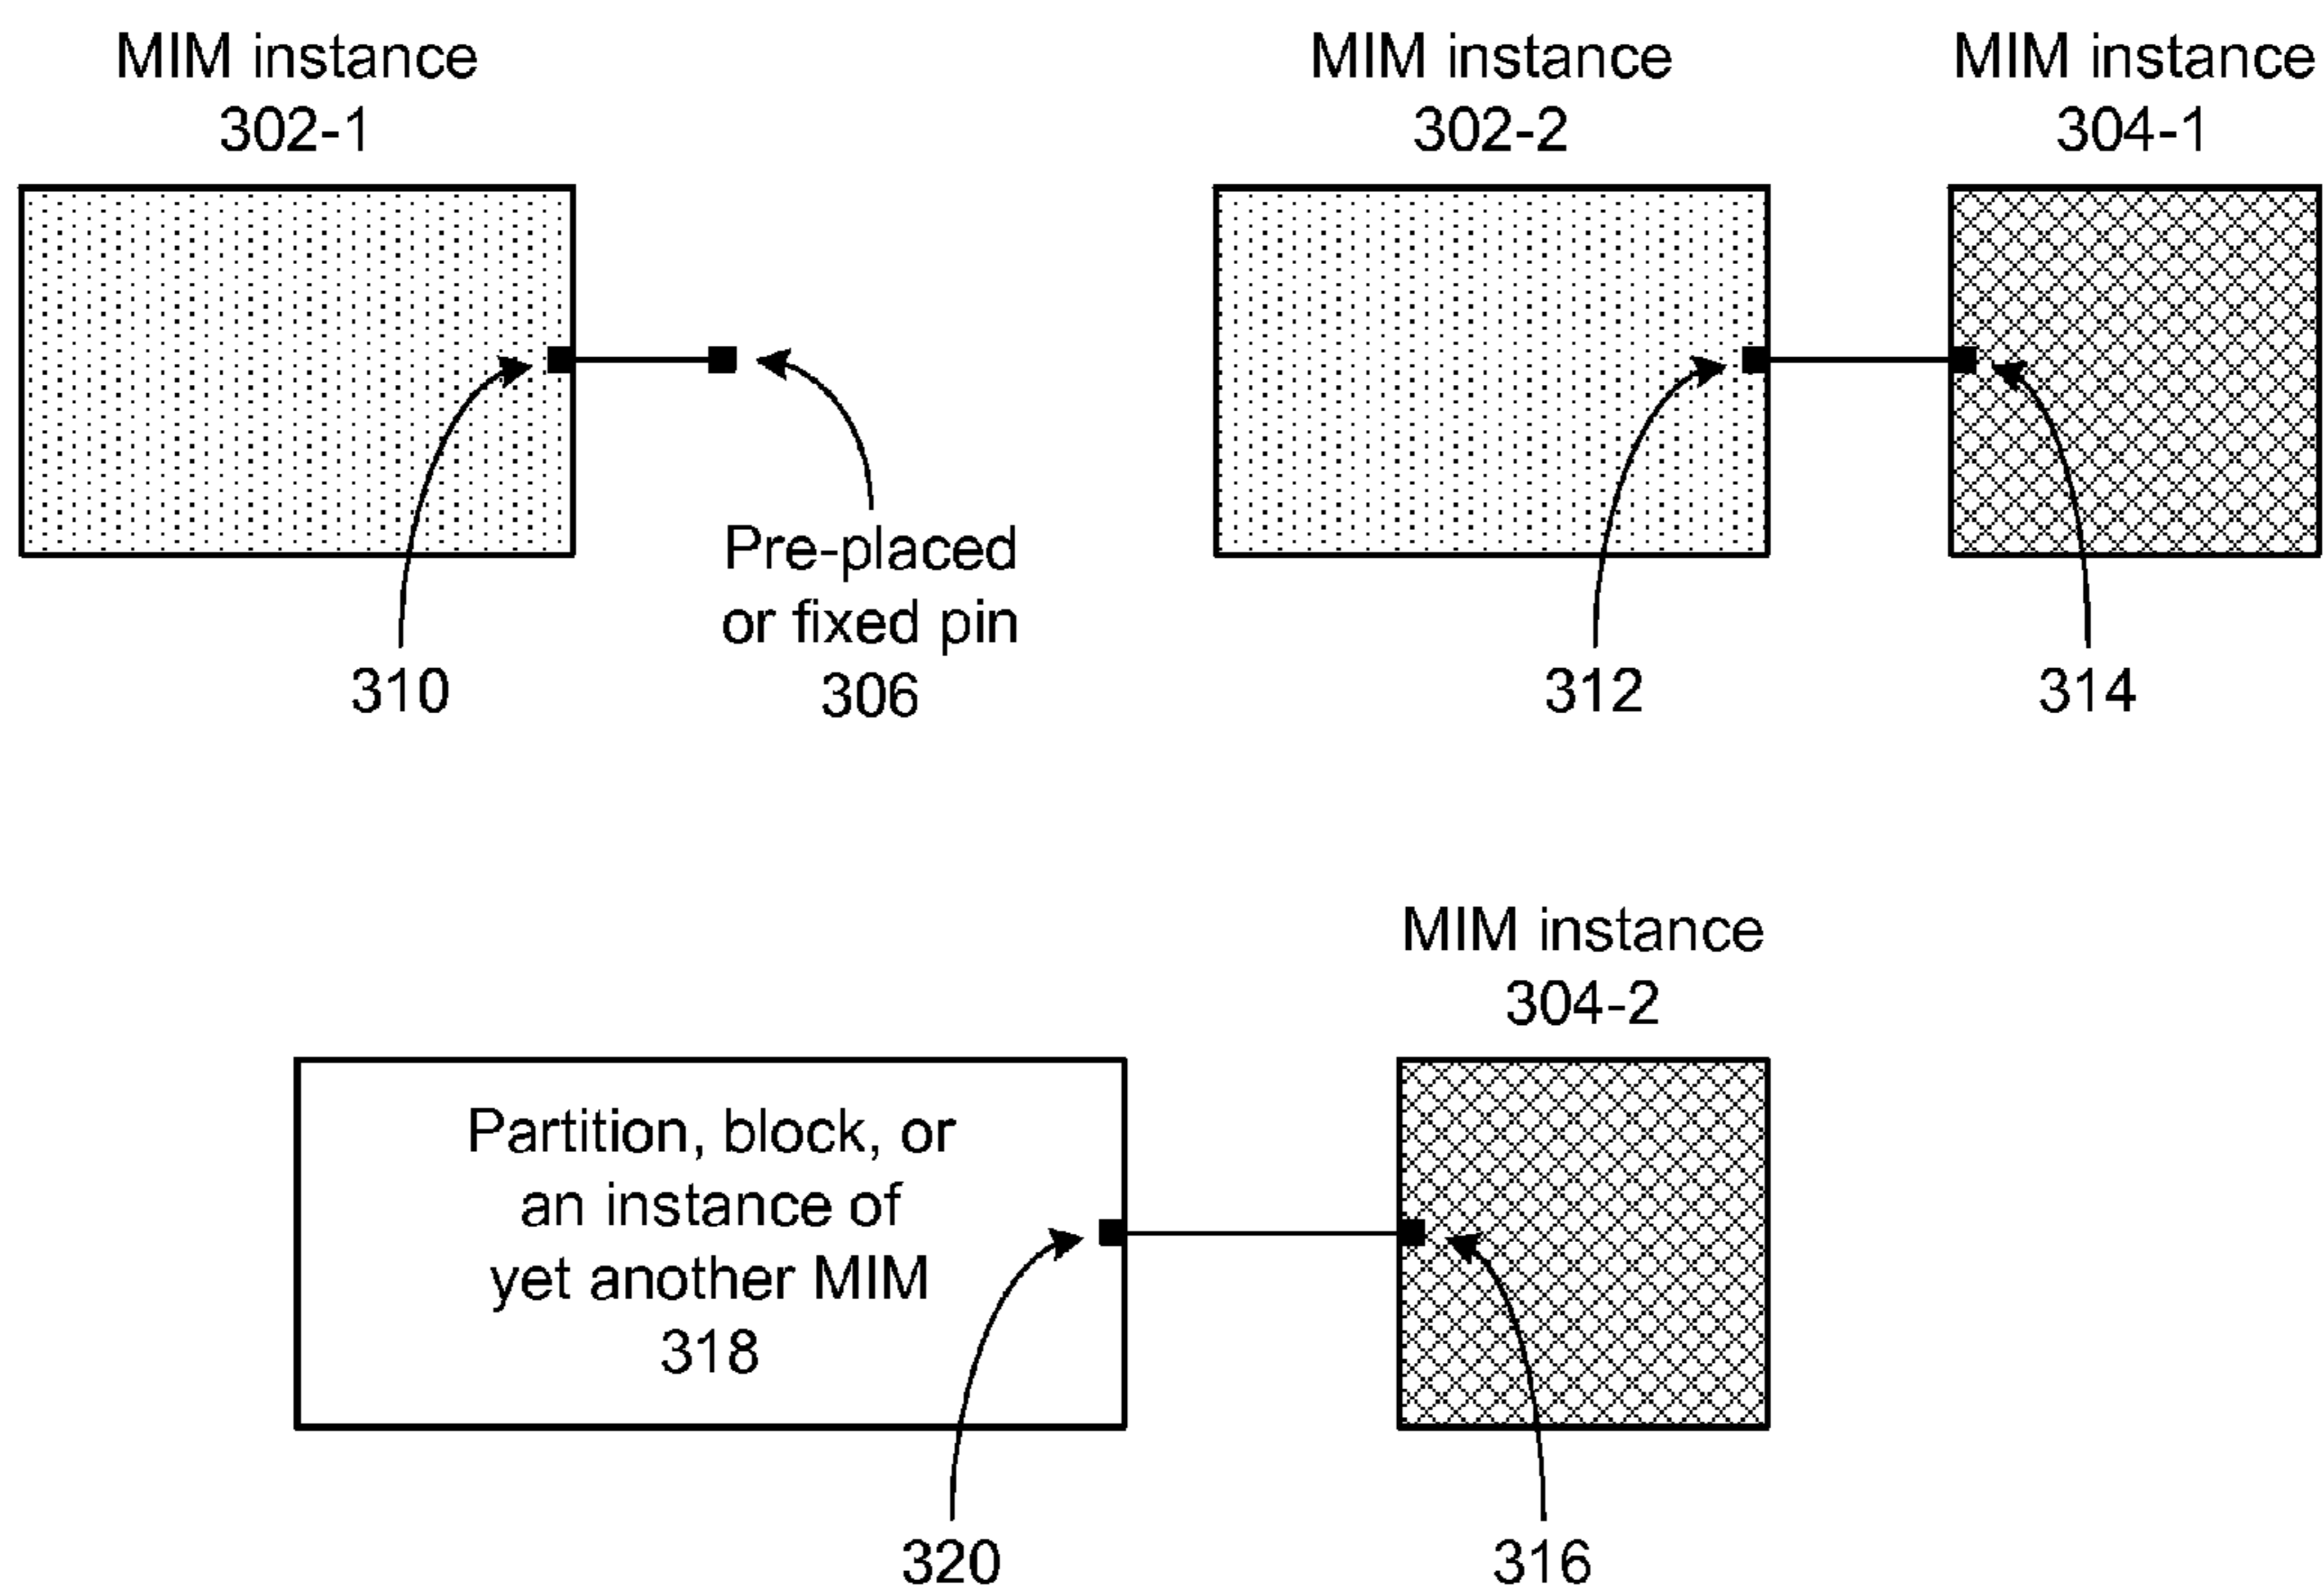 MIM instance
302-1
MIM instance
302-2
MIM instance
304-1
Pre-placed
or fixed pin
306
310
312
314
MIM instance
304-2
Partition, block, or
an instance of
yet another MIM
318
320
316